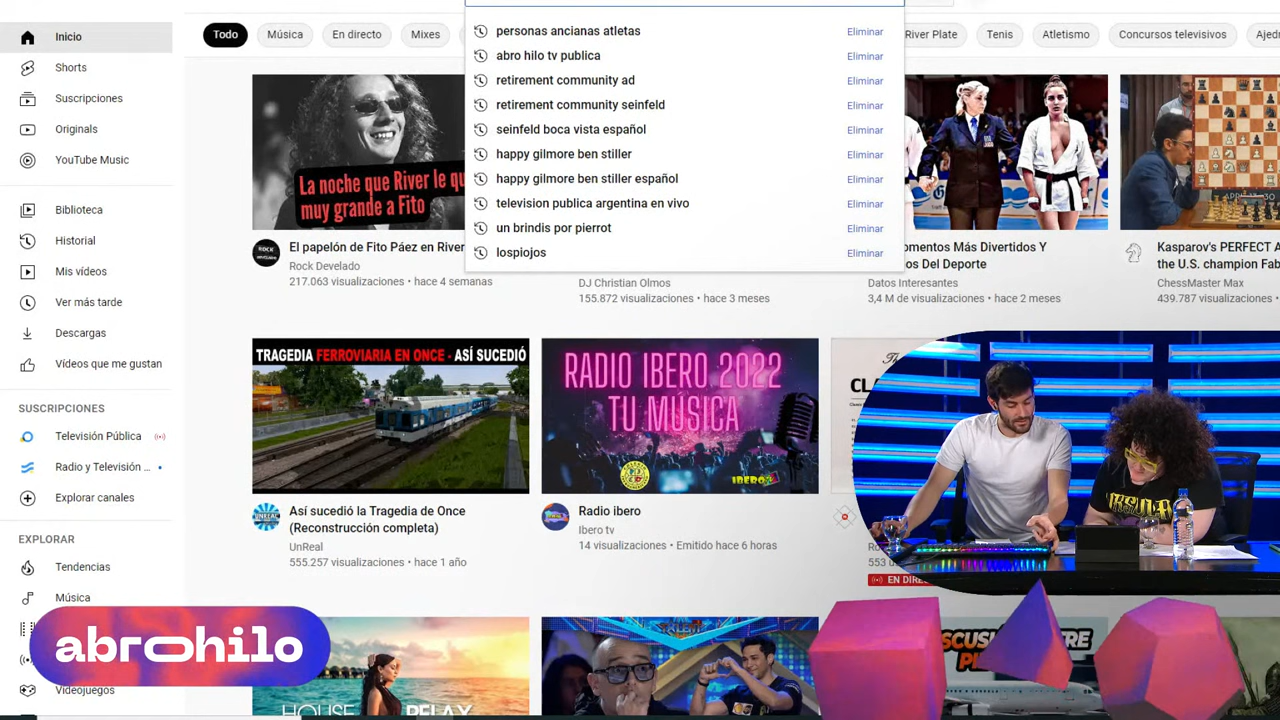 Inicio
Shorts
Suscripciones
Originals
YouTube Music
Biblioteca
Historial
Mis vídeos
Ver más tarde
Descargas
Vídeos que me gustan
SUSCRIPCIONES
Televisión Pública
Radio y Televisión ...
Explorar canales
EXPLORAR
Tendencias
Música
Videojuegos
Todo
Música
En directo
Mixes
River Plate
Tenis
Atletismo
Concursos televisivos
personas ancianas atletas Eliminar
abro hilo tv publica Eliminar
retirement community ad Eliminar
retirement community seinfeld Eliminar
seinfeld boca vista español Eliminar
happy gilmore ben stiller Eliminar
happy gilmore ben stiller español Eliminar
television publica argentina en vivo Eliminar
un brindis por pierrot Eliminar
lospiojos Eliminar
La noche que River le
muy grande a Fito
El papelón de Fito Páez en River
Rock Develado
217.063 visualizaciones • hace 4 semanas
DJ Christian Olmos
155.872 visualizaciones • hace 3 meses
Más Divertidos Y
Del Deporte
Datos Interesantes
3,4 M de visualizaciones • hace 2 meses
Kasparov's PERFECT
the U.S. champion
ChessMaster Max
439.787
TRAGEDIA FERROVIARIA EN ONCE - ASÍ SUCEDIÓ
Así sucedió la Tragedia de Once
(Reconstrucción completa)
UnReal
555.257 visualizaciones • hace 1 año
RADIO IBERO 2022
TU MÚSICA
Radio ibero
Ibero tv
14 visualizaciones • Emitido hace 6 horas
553
HOUSE RELAX
abrohilo